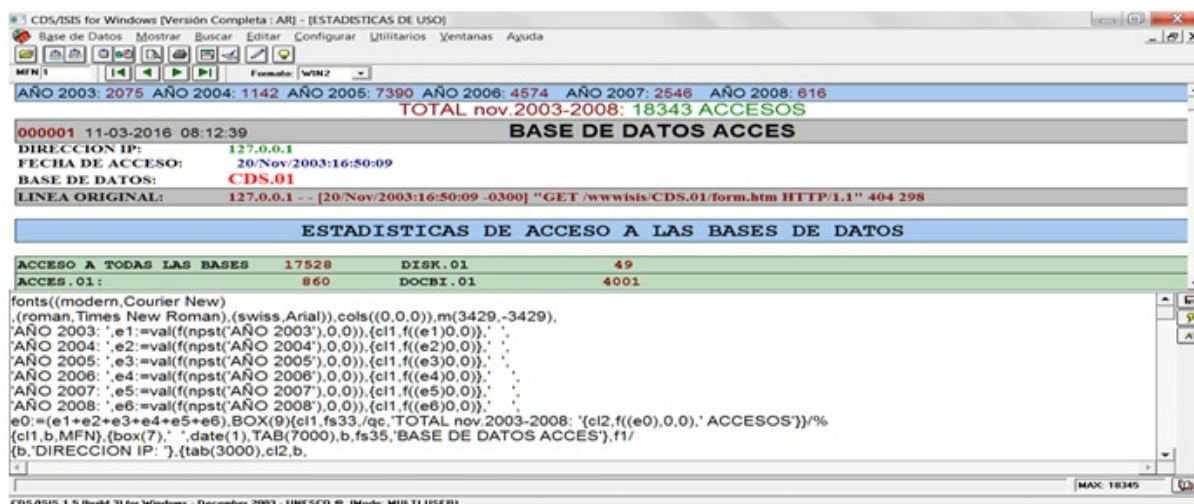 CDS/ISIS for Windows [Versión Completa : AR] - [ESTADISTICAS DE USO]
Base de Datos Mostrar Buscar Editar Configurar Utilitarios Ventanas Ayuda
MFN 1 Formato: WIN2
AÑO 2003: 2075 AÑO 2004: 1142 AÑO 2005: 7390 AÑO 2006: 4574 AÑO 2007: 2546 AÑO 2008: 616
TOTAL nov.2003-2008: 18343 ACCESOS
000001 11-03-2016 08:12:39 BASE DE DATOS ACCES
DIRECCION IP: 127.0.0.1
FECHA DE ACCESO: 20/Nov/2003:16:50:09
BASE DE DATOS: CDS.01
LINEA ORIGINAL: 127.0.0.1 - - [20/Nov/2003:16:50:09 -0300] "GET /wwwisis/CDS.01/form.htm HTTP/1.1" 404 298
ESTADISTICAS DE ACCESO A LAS BASES DE DATOS
ACCESO A TODAS LAS BASES 17528 DISK.01 49
ACCES.01: 860 DOCBI.01 4001
fonts((modern,Courier New)
,(roman,Times New Roman),(swiss,Arial)),cols((0,0,0)),m(3429,-3429),
'AÑO 2003: ',e1:=val(f(npst('AÑO 2003'),0,0)),{cl1,f((e1)0,0)},' ',
'AÑO 2004: ',e2:=val(f(npst('AÑO 2004'),0,0)),{cl1,f((e2)0,0)},' ',
'AÑO 2005: ',e3:=val(f(npst('AÑO 2005'),0,0)),{cl1,f((e3)0,0)},' ',
'AÑO 2006: ',e4:=val(f(npst('AÑO 2006'),0,0)),{cl1,f((e4)0,0)},' ',
'AÑO 2007: ',e5:=val(f(npst('AÑO 2007'),0,0)),{cl1,f((e5)0,0)},' ',
'AÑO 2008: ',e6:=val(f(npst('AÑO 2008'),0,0)),{cl1,f((e6)0,0)},
e0:=(e1+e2+e3+e4+e5+e6),BOX(9){cl1,fs33,/qc,'TOTAL nov.2003-2008: '{cl2,f((e0),0,0),' ACCESOS'}}/%
{cl1,b,MFN},{box(7),' ',date(1),TAB(7000),b,fs35,'BASE DE DATOS ACCES'},f1/
{b,'DIRECCION IP: '},{tab(3000),cl2,b,
MAX: 18345
CDS/ISIS 1.5 (build 3) for Windows - December 2003 - UNESCO ® (Mode: MULTI USER)